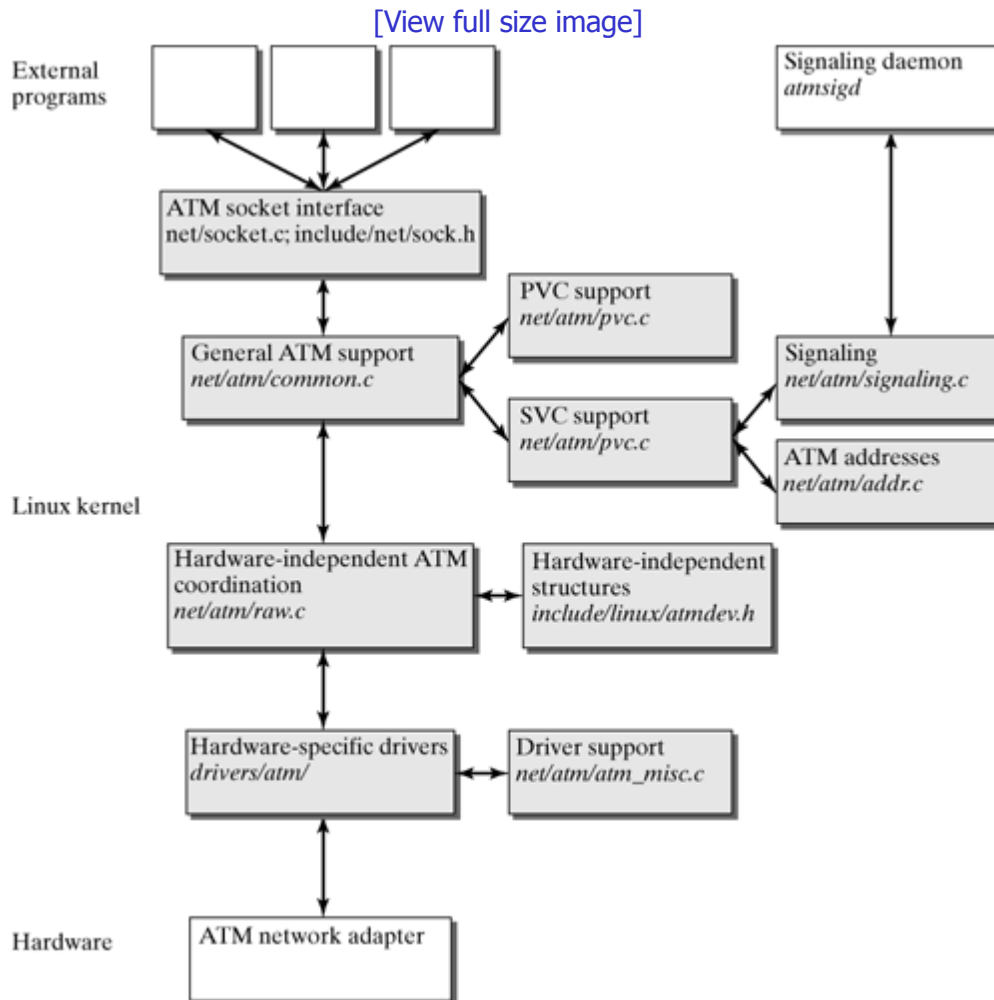 [View full size image]
External
programs
Signaling daemon
atmsigd
ATM socket interface
net/socket.c; include/net/sock.h
PVC support
net/atm/pvc.c
General ATM support
net/atm/common.c
Signaling
net/atm/signaling.c
SVC support
net/atm/pvc.c
ATM addresses
net/atm/addr.c
Linux kernel
Hardware-independent ATM
coordination
net/atm/raw.c
Hardware-independent
structures
include/linux/atmdev.h
Hardware-specific drivers
drivers/atm/
Driver support
net/atm/atm_misc.c
Hardware
ATM network adapter